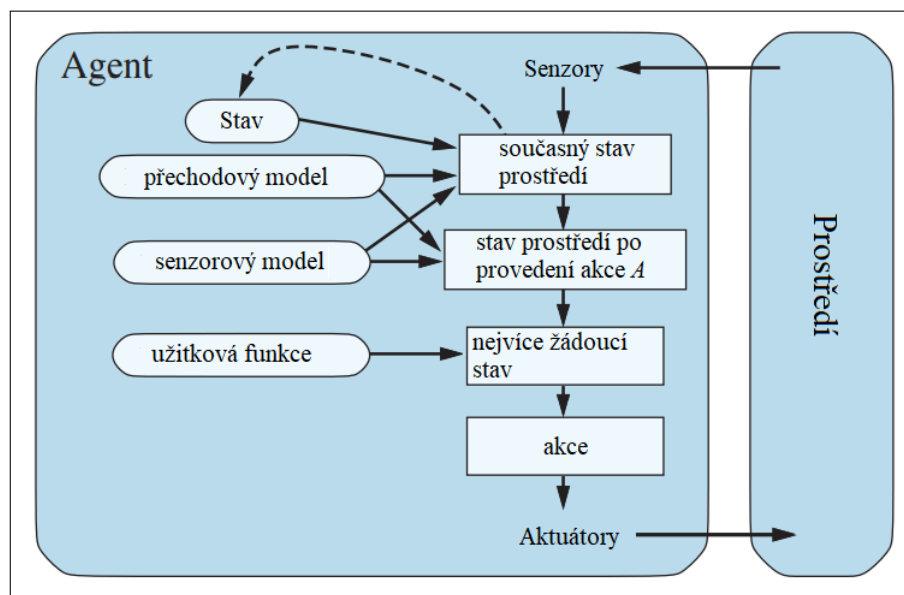 Agent
Senzory
Stav
současný stav
prostředí
přechodový model
stav prostředí po
provedení akce A
senzorový model
užitková funkce
nejvíce žádoucí
stav
akce
Aktuátory
Prostředí